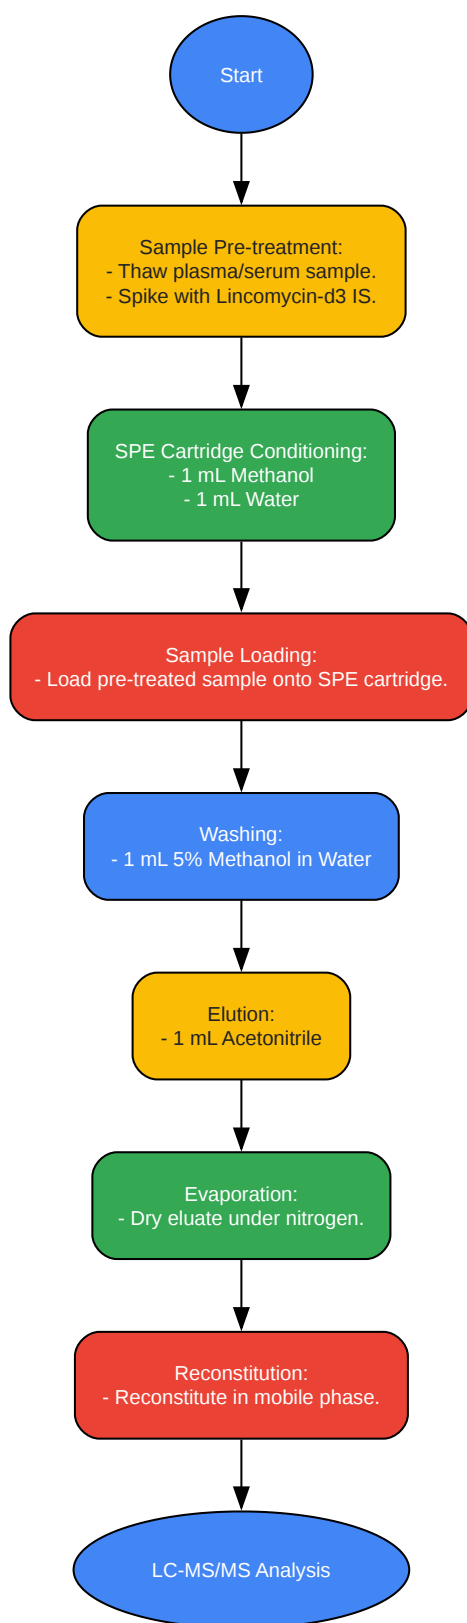 Start
Sample Pre-treatment:
- Thaw plasma/serum sample.
- Spike with Lincomycin-d3 IS.
SPE Cartridge Conditioning:
- 1 mL Methanol
- 1 mL Water
Sample Loading:
- Load pre-treated sample onto SPE cartridge.
Washing:
- 1 mL 5% Methanol in Water
Elution:
- 1 mL Acetonitrile
Evaporation:
- Dry eluate under nitrogen.
Reconstitution:
- Reconstitute in mobile phase.
LC-MS/MS Analysis